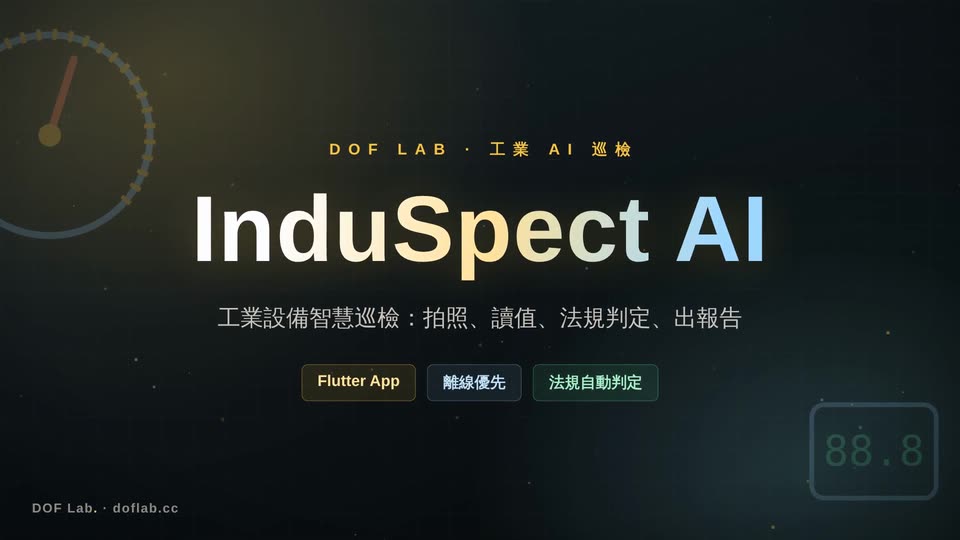 DOF LAB · 工業 AI 巡檢
InduSpect AI
工業設備智慧巡檢：拍照、讀值、法規判定、出報告
Flutter App
離線優先
法規自動判定
88.8
DOF Lab. · doflab.cc